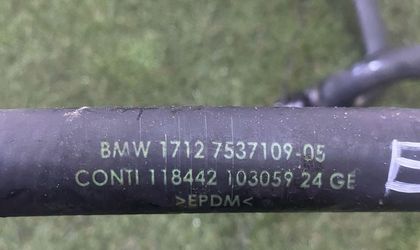 BMW 1712 7537109-05
CONTI 118442 103059 24 GE
>EPDM<
E